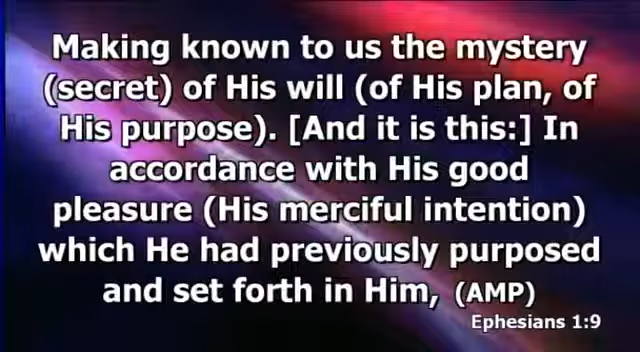 Making known to us the mystery
(secret) of His will (of His plan, of
His purpose). [And it is this:] In
accordance with His good
pleasure (His merciful intention)
which He had previously purposed
and set forth in Him, (AMP)
Ephesians 1:9